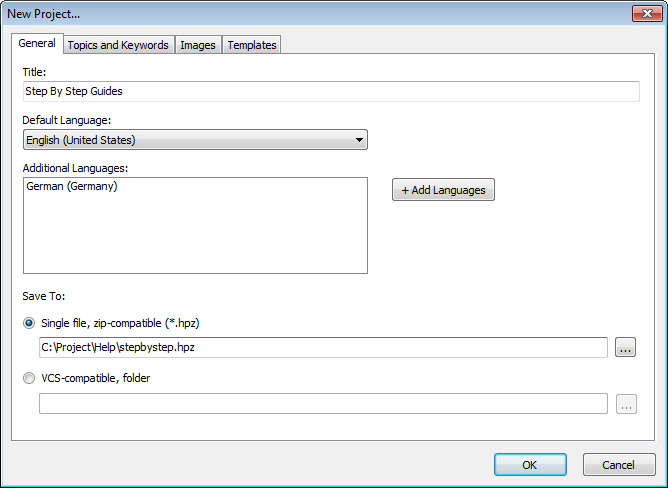 New Project...
General Topics and Keywords Images Templates
Title:
Step By Step Guides
Default Language:
English (United States)
Additional Languages:
German (Germany)
+ Add Languages
Save To:
Single file, zip-compatible (*.hpz)
C:\Project\Help\stepbystep.hpz
...
VCS-compatible, folder
...
OK Cancel